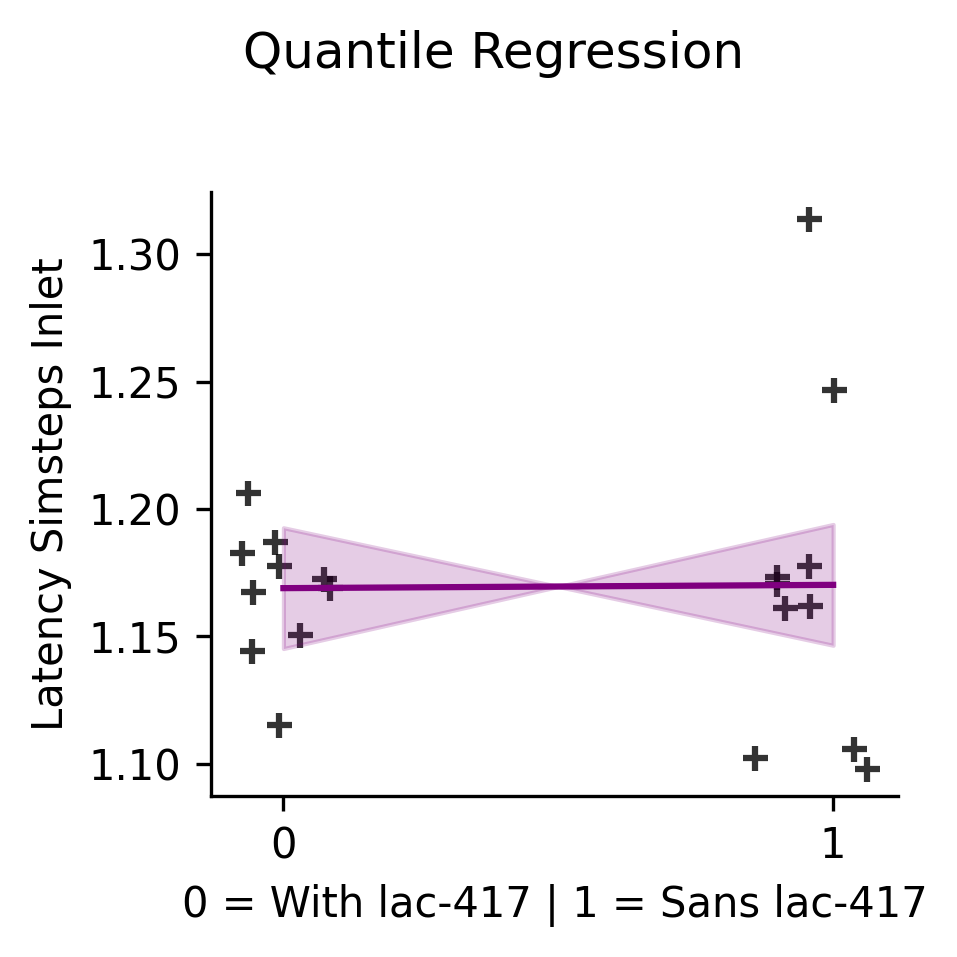 Quantile Regression
Latency Simsteps Inlet
1.30
1.25
1.20
1.15
1.10
0 1
0 = With lac-417 | 1 = Sans lac-417